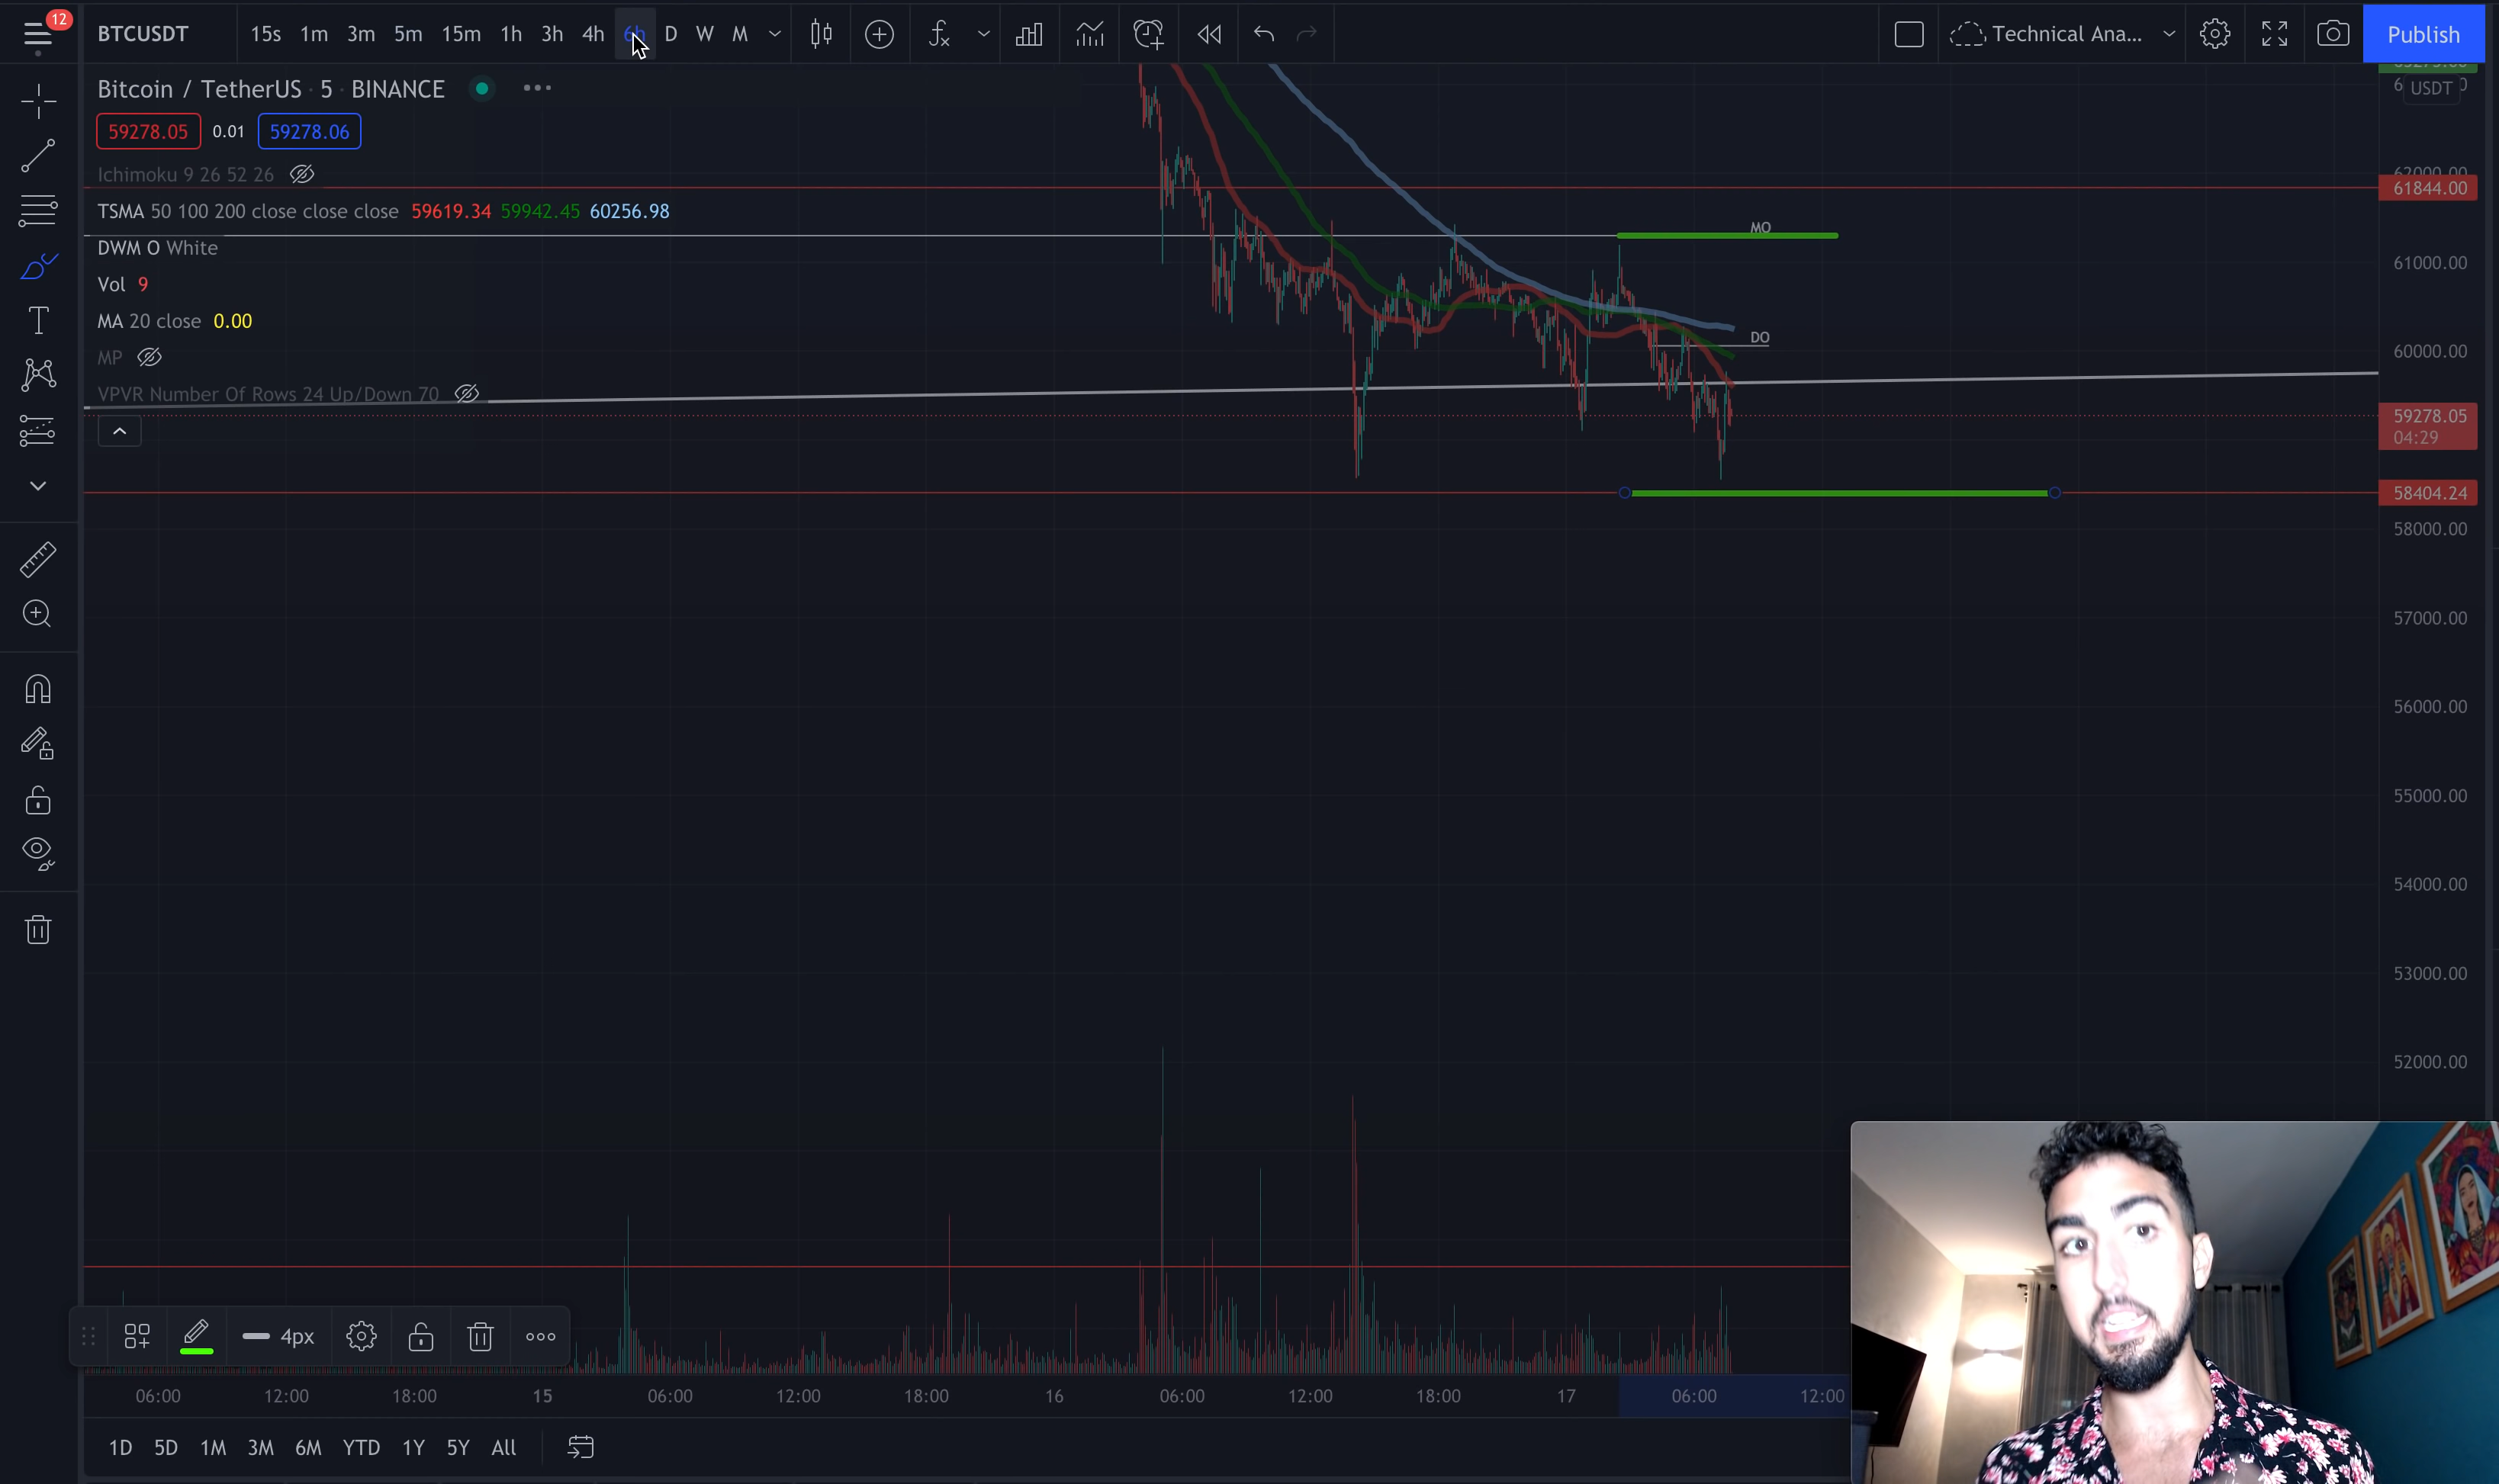 12
BTCUSDT 15s 1m 3m 5m 15m 1h 3h 4h 6h D W M Technical Ana... Publish
Bitcoin / TetherUS · 5 · BINANCE
USDT
59278.05 0.01 59278.06
Ichimoku 9 26 52 26
62000.00
61844.00
TSMA 50 100 200 close close close 59619.34 59942.45 60256.98
MO
DWM O White
61000.00
Vol 9
MA 20 close 0.00
DO
60000.00
MP
VPVR Number Of Rows 24 Up/Down 70
59278.05
04:29
58404.24
58000.00
57000.00
56000.00
55000.00
54000.00
53000.00
52000.00
4px
06:00 12:00 18:00 15 06:00 12:00 18:00 16 06:00 12:00 18:00 17 06:00 12:00
1D 5D 1M 3M 6M YTD 1Y 5Y All